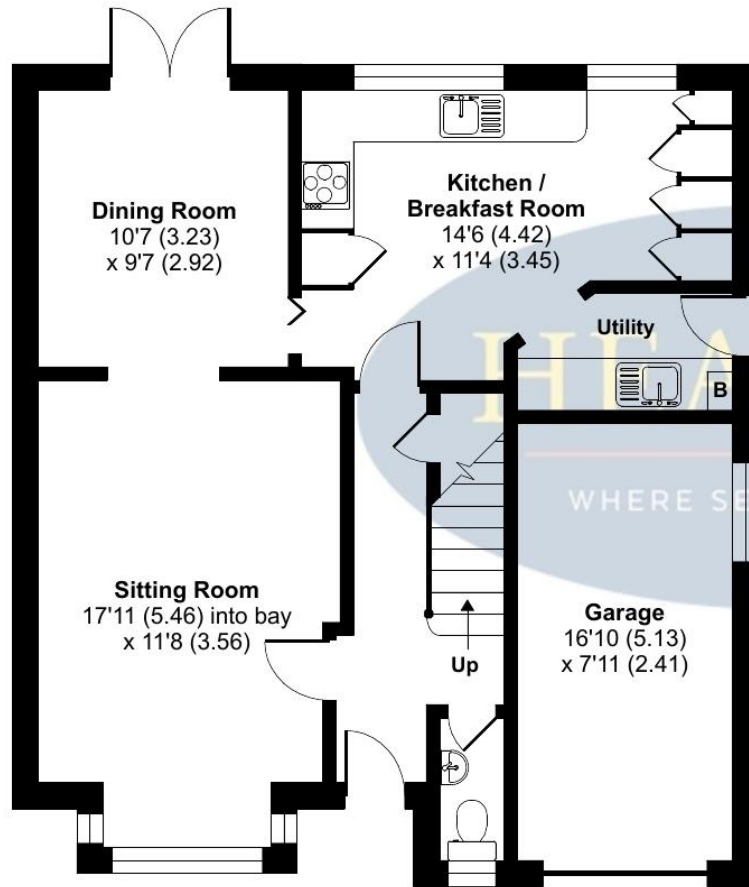 Dining Room
10'7 (3.23)
x 9'7 (2.92)
Kitchen /
Breakfast Room
14'6 (4.42)
x 11'4 (3.45)
Utility
B
HEA
WHERE SE
Sitting Room
17'11 (5.46) into bay
x 11'8 (3.56)
Up
Garage
16'10 (5.13)
x 7'11 (2.41)